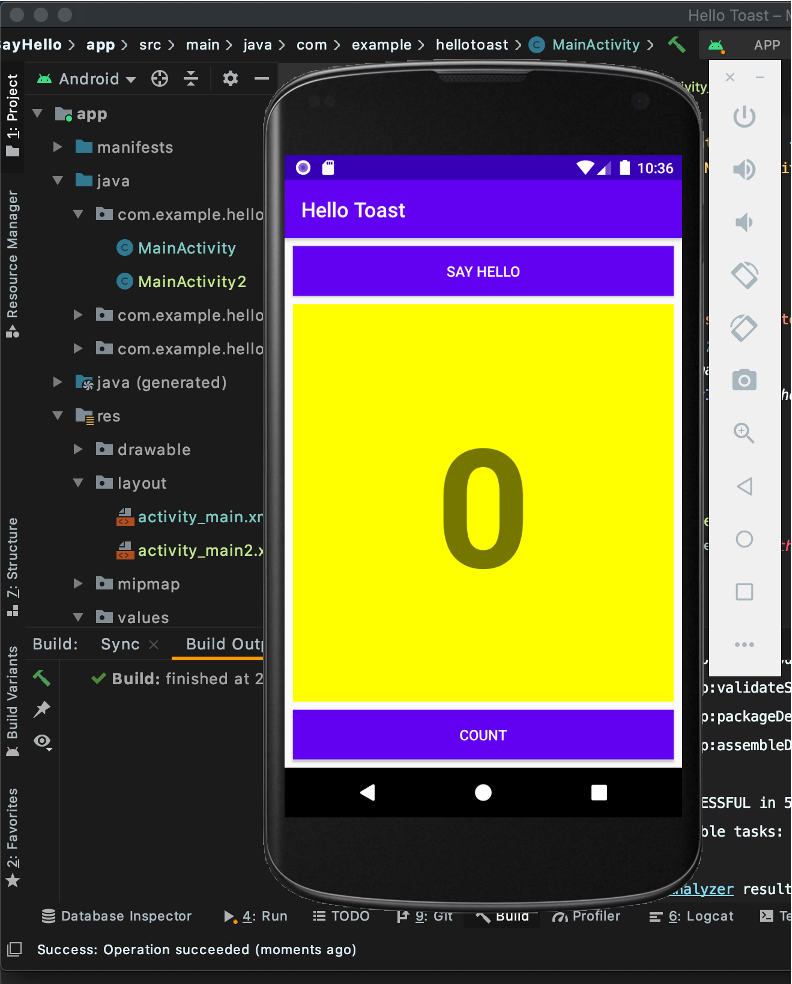 Hello Toast –
SayHello app src main java com example hellotoast MainActivity APP
1: Project
Android
app
manifests
java
com.example.hello
MainActivity
MainActivity2
com.example.hello
com.example.hello
java (generated)
res
drawable
layout
activity_main.xm
activity_main2.x
mipmap
values
Resource Manager
Z: Structure
Build Variants
2: Favorites
10:36
Hello Toast
SAY HELLO
0
COUNT
Build: Sync Build Outp
Build: finished at 2
p:validateS
p:packageDe
p:assembleD
ESSFUL in 5
ble tasks:
nalyzer result
Database Inspector 4: Run TODO 9: Git Build Profiler 6: Logcat Te
Success: Operation succeeded (moments ago)